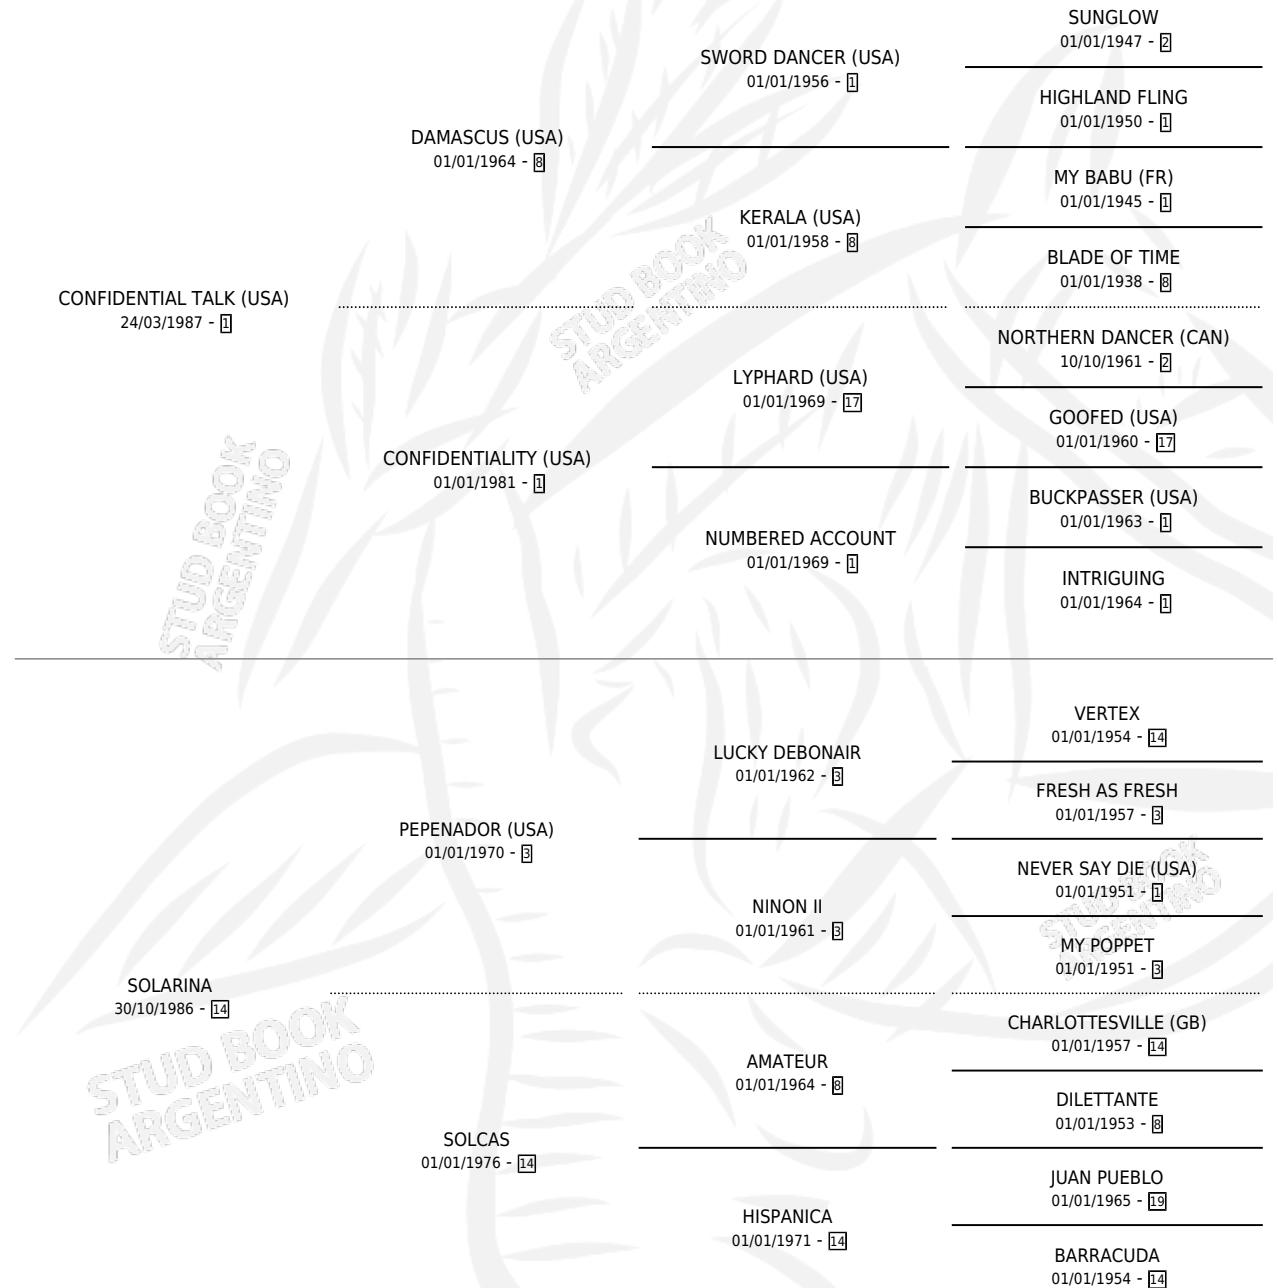 SUNGLOW
01/01/1947 - 2
SWORD DANCER (USA)
01/01/1956 - 1
HIGHLAND FLING
01/01/1950 - 1
DAMASCUS (USA)
01/01/1964 - 8
MY BABU (FR)
01/01/1945 - 1
KERALA (USA)
01/01/1958 - 8
BLADE OF TIME
01/01/1938 - 8
CONFIDENTIAL TALK (USA)
24/03/1987 - 1
NORTHERN DANCER (CAN)
10/10/1961 - 2
LYPHARD (USA)
01/01/1969 - 17
GOOFED (USA)
01/01/1960 - 17
CONFIDENTIALITY (USA)
01/01/1981 - 1
BUCKPASSER (USA)
01/01/1963 - 1
NUMBERED ACCOUNT
01/01/1969 - 1
INTRIGUING
01/01/1964 - 1
VERTEX
01/01/1954 - 14
LUCKY DEBONAIR
01/01/1962 - 3
FRESH AS FRESH
01/01/1957 - 3
PEPENADOR (USA)
01/01/1970 - 3
NEVER SAY DIE (USA)
01/01/1951 - 1
NINON II
01/01/1961 - 3
MY POPPET
01/01/1951 - 3
SOLARINA
30/10/1986 - 14
CHARLOTTESVILLE (GB)
01/01/1957 - 14
AMATEUR
01/01/1964 - 8
DILETTANTE
01/01/1953 - 8
SOLCAS
01/01/1976 - 14
JUAN PUEBLO
01/01/1965 - 19
HISPANICA
01/01/1971 - 14
BARRACUDA
01/01/1954 - 14
STUD BOOK
ARGENTINO
STUD BOOK
ARGENTINO
STUD BOOK
ARGENTINO
STUD BOOK
ARGENTINO